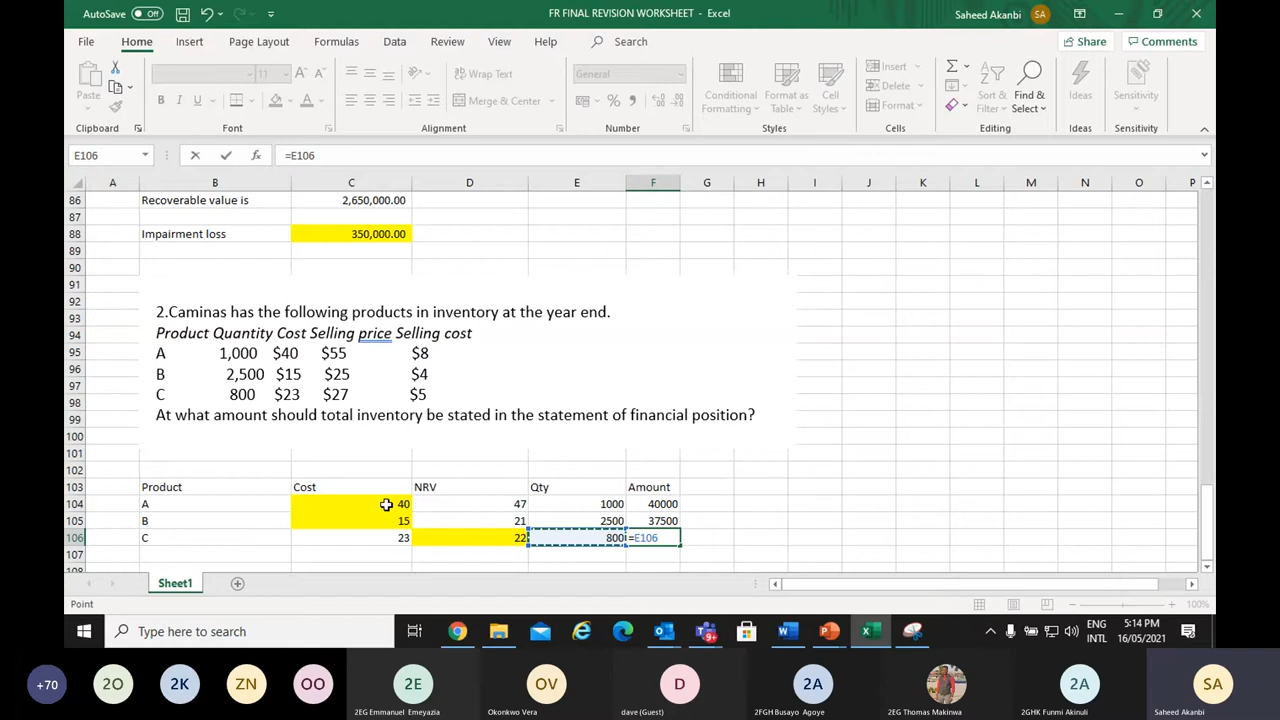 AutoSave Off FR FINAL REVISION WORKSHEET - Excel Saheed Akanbi SA
File Home Insert Page Layout Formulas Data Review View Help Search Share Comments
Paste 11 A A Wrap Text General Insert Sort & Find &
B I U A Merge & Center % Conditional Format as Cell Delete Ideas Sensitivity
Formatting Table Styles Format Filter Select
Clipboard Font Alignment Number Styles Cells Editing Ideas Sensitivity
E106 fx =E106
A B C D E F G H I J K L M N O P
86 Recoverable value is 2,650,000.00
87
88 Impairment loss 350,000.00
89
90
91
92 2.Caminas has the following products in inventory at the year end.
93
94 Product Quantity Cost Selling price Selling cost
95 A 1,000 $40 $55 $8
96 B 2,500 $15 $25 $4
97
98 C 800 $23 $27 $5
99 At what amount should total inventory be stated in the statement of financial position?
100
101
102
103 Product Cost NRV Qty Amount
104 A 40 47 1000 40000
105 B 15 21 2500 37500
106 C 23 22 800 =E106
107
108
Sheet1
Point 100%
Type here to search 9+ ENG INTL 5:14 PM 16/05/2021
+70 2O 2K ZN OO 2E OV D 2A 2A SA
2EG Emmanuel Emeyazia Okonkwo Vera dave (Guest) 2FGH Busayo Agoye 2EG Thomas Makinwa 2GHK Funmi Akinuli Saheed Akanbi